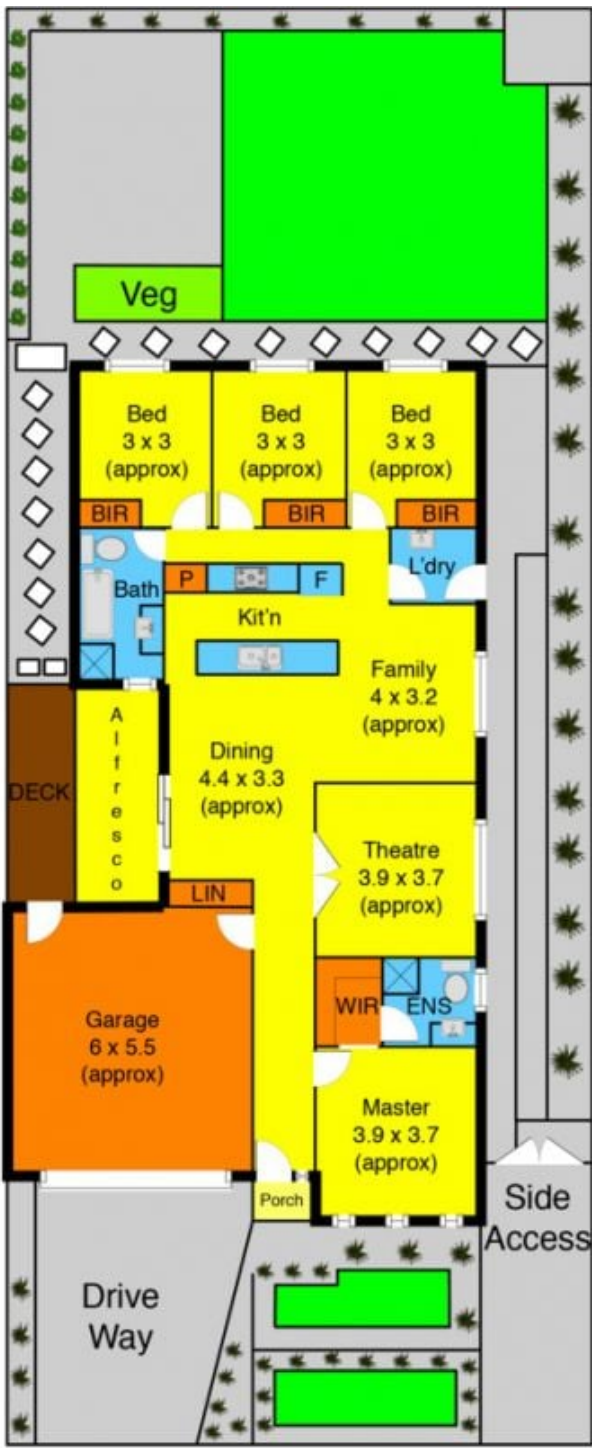 Veg
Bed
3 x 3
(approx)
Bed
3 x 3
(approx)
Bed
3 x 3
(approx)
BIR
BIR
BIR
Bath
P
F
L'dry
Kit'n
Family
4 x 3.2
(approx)
Alfresco
DECK
Dining
4.4 x 3.3
(approx)
Theatre
3.9 x 3.7
(approx)
LIN
WIR
ENS
Garage
6 x 5.5
(approx)
Master
3.9 x 3.7
(approx)
Porch
Side
Access
Drive
Way